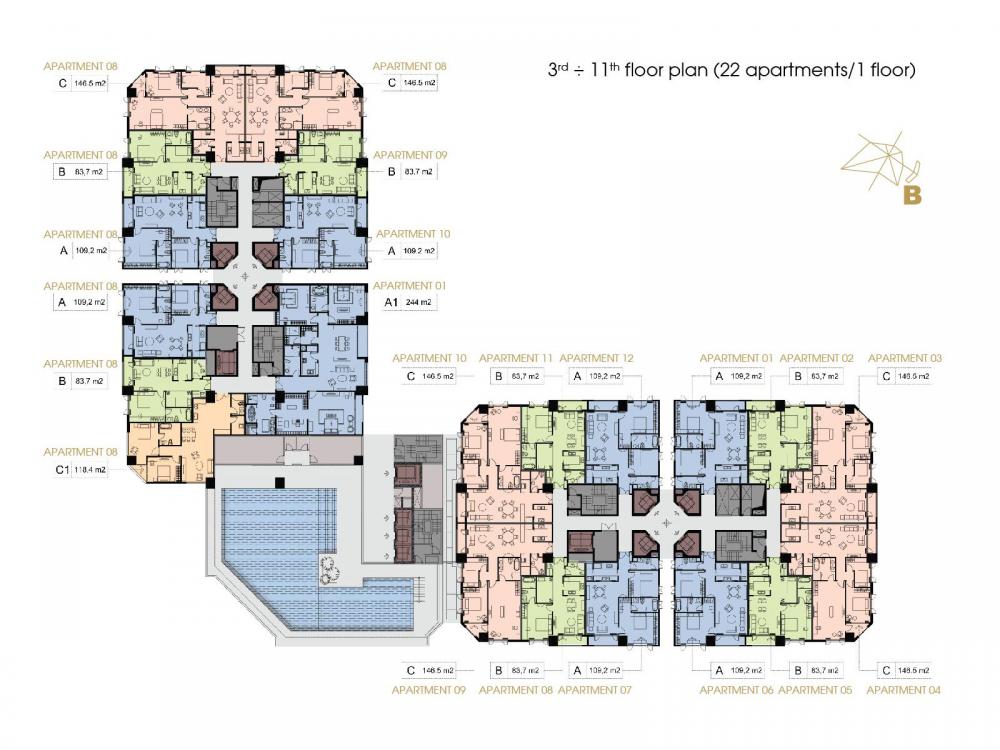 3rd ÷ 11th floor plan (22 apartments/1 floor)
B
APARTMENT 08
C 146.5 m2
APARTMENT 08
C 146.5 m2
APARTMENT 08
B 83,7 m2
APARTMENT 09
B 83,7 m2
APARTMENT 08
A 109,2 m2
APARTMENT 10
A 109,2 m2
APARTMENT 08
A 109,2 m2
APARTMENT 01
A1 244 m2
APARTMENT 08
B 83,7 m2
APARTMENT 08
C1 118.4 m2
APARTMENT 10 APARTMENT 11 APARTMENT 12
C 146.5 m2 B 83,7 m2 A 109,2 m2
APARTMENT 01 APARTMENT 02 APARTMENT 03
A 109,2 m2 B 83,7 m2 C 146.5 m2
C 146.5 m2 B 83,7 m2 A 109,2 m2
APARTMENT 09 APARTMENT 08 APARTMENT 07
A 109,2 m2 B 83,7 m2 C 146.5 m2
APARTMENT 06 APARTMENT 05 APARTMENT 04